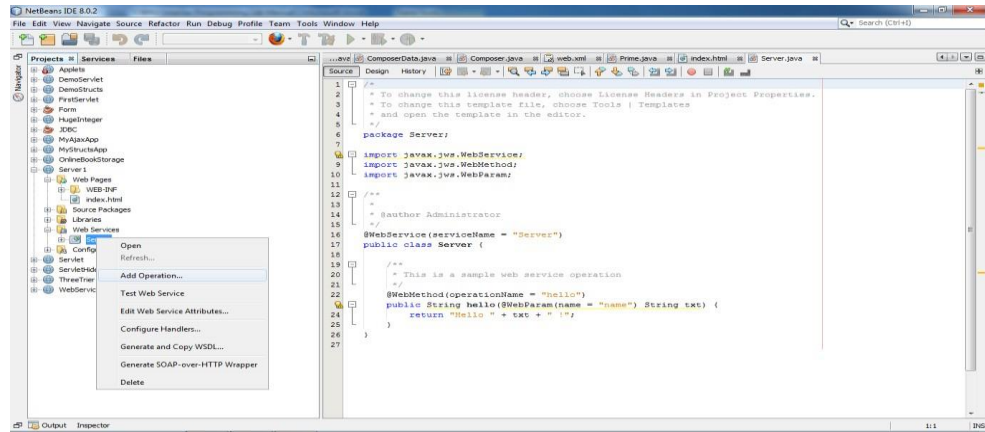 NetBeans IDE 8.0.2
File Edit View Navigate Source Refactor Run Debug Profile Team Tools Window Help
Search (Ctrl+I)
Projects Services Files
Navigator
Services
Applets
DemoServlet
DemoStructs
FirstServlet
Form
HugeInteger
JDBC
MyAjaxApp
MyStructsApp
OnlineBookStorage
Server1
Web Pages
WEB-INF
index.html
Source Packages
Libraries
Web Services
Config
Servlet
ServletHid
ThreeTier
WebServic
Open
Refresh...
Add Operation...
Test Web Service
Edit Web Service Attributes...
Configure Handlers...
Generate and Copy WSDL...
Generate SOAP-over-HTTP Wrapper
Delete
...ava ComposerData.java Composer.java web.xml Prime.java index.html Server.java
Source Design History
1 /*
2 * To change this license header, choose License Headers in Project Properties.
3 * To change this template file, choose Tools | Templates
4 * and open the template in the editor.
5 */
6 package Server;
7
import javax.jws.WebService;
9 import javax.jws.WebMethod;
10 import javax.jws.WebParam;
11
12 /**
13 *
14 * @author Administrator
15 */
16 @WebService(serviceName = "Server")
17 public class Server {
18
19 /**
20 * This is a sample web service operation
21 */
22 @WebMethod(operationName = "hello")
public String hello(@WebParam(name = "name") String txt) {
24 return "Hello " + txt + " !";
25 }
26 }
27
Output Inspector
1:1 INS